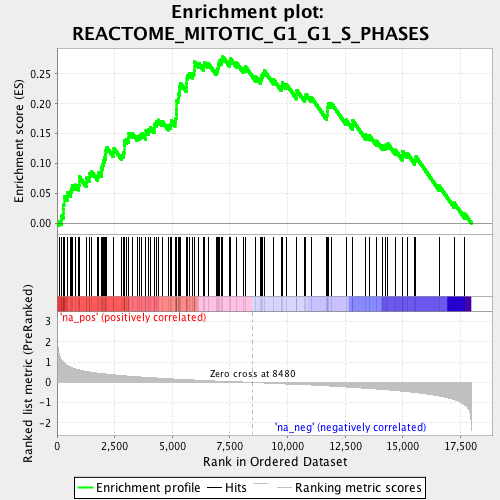 Enrichment plot:
REACTOME_MITOTIC_G1_G1_S_PHASES
Enrichment score (ES)
0.25
0.20
0.15
0.10
0.05
0.00
'na_pos' (positively correlated)
Ranked list metric (PreRanked)
3
2
1
0
-1
-2
Zero cross at 8480
'na_neg' (negatively correlated)
0
2,500
5,000
7,500
10,000
12,500
15,000
17,500
Rank in Ordered Dataset
Enrichment profile
Hits
Ranking metric scores